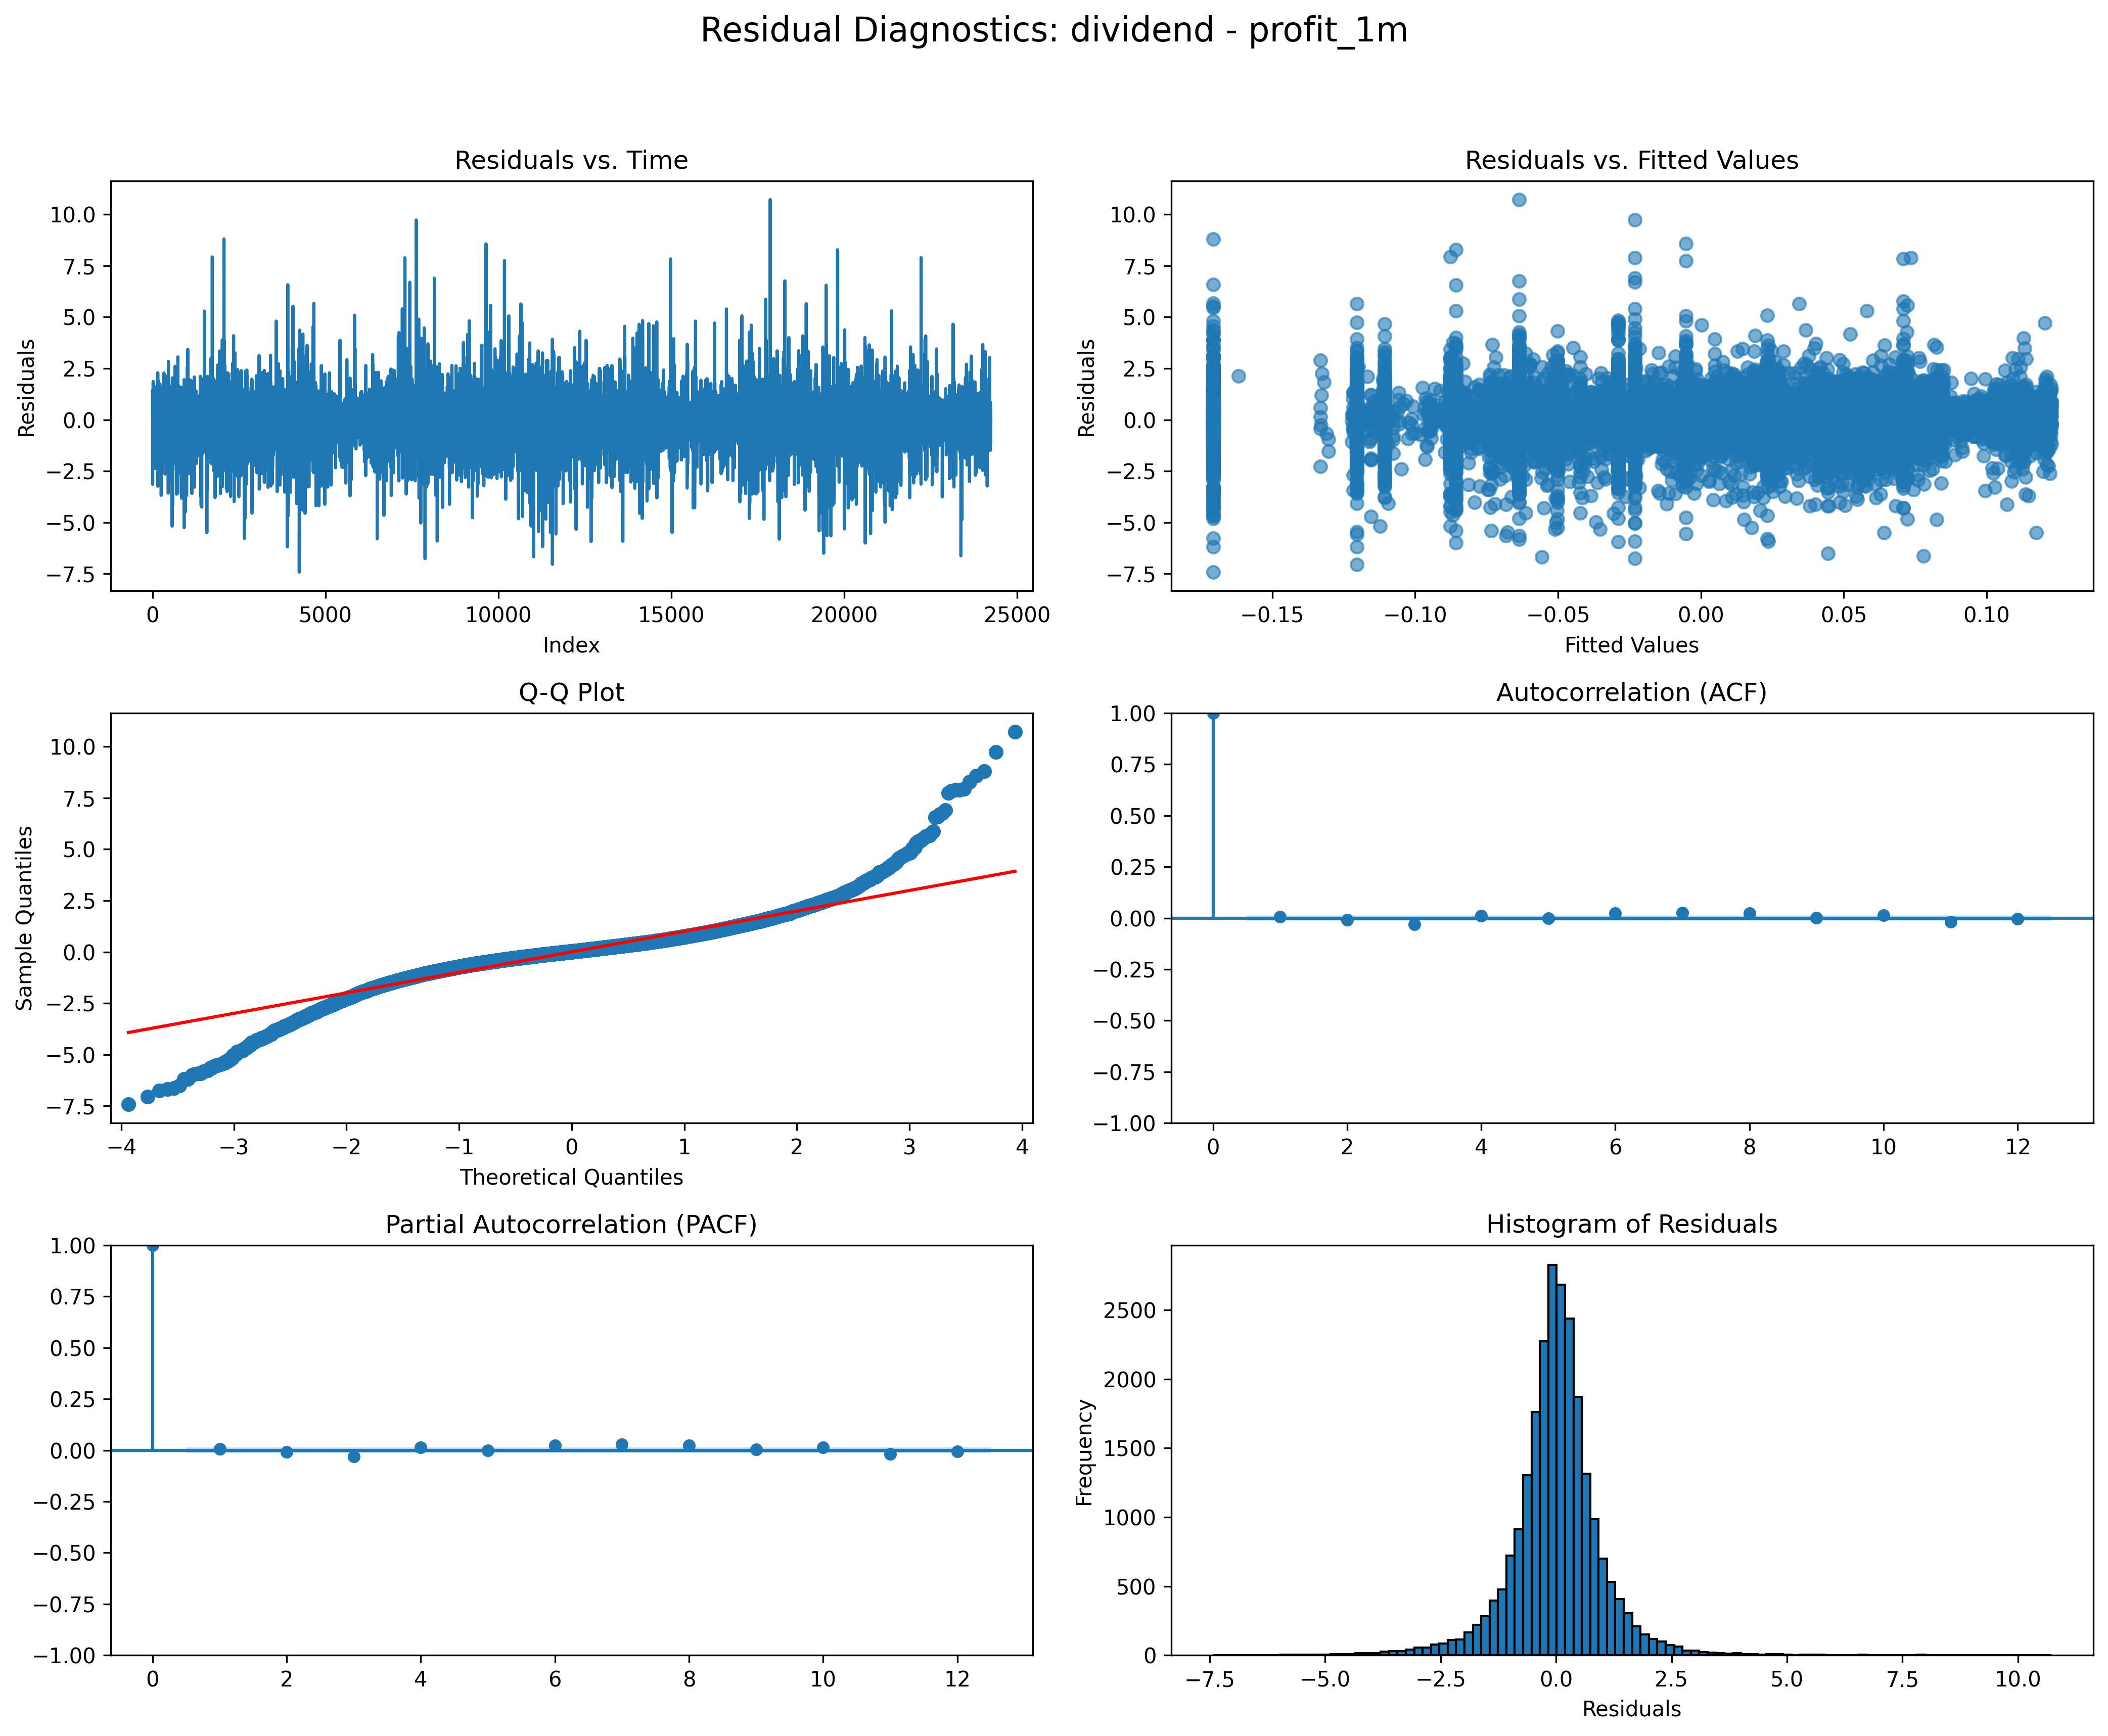 Residual Diagnostics: dividend - profit_1m
Residuals vs. Time
Residuals
10.0
7.5
5.0
2.5
0.0
−2.5
−5.0
−7.5
0 5000 10000 15000 20000 25000
Index
Residuals vs. Fitted Values
Residuals
10.0
7.5
5.0
2.5
0.0
−2.5
−5.0
−7.5
−0.15 −0.10 −0.05 0.00 0.05 0.10
Fitted Values
Q-Q Plot
Sample Quantiles
10.0
7.5
5.0
2.5
0.0
−2.5
−5.0
−7.5
−4 −3 −2 −1 0 1 2 3 4
Theoretical Quantiles
Autocorrelation (ACF)
1.00
0.75
0.50
0.25
0.00
−0.25
−0.50
−0.75
−1.00
0 2 4 6 8 10 12
Partial Autocorrelation (PACF)
1.00
0.75
0.50
0.25
0.00
−0.25
−0.50
−0.75
−1.00
0 2 4 6 8 10 12
Histogram of Residuals
Frequency
2500
2000
1500
1000
500
0
−7.5 −5.0 −2.5 0.0 2.5 5.0 7.5 10.0
Residuals